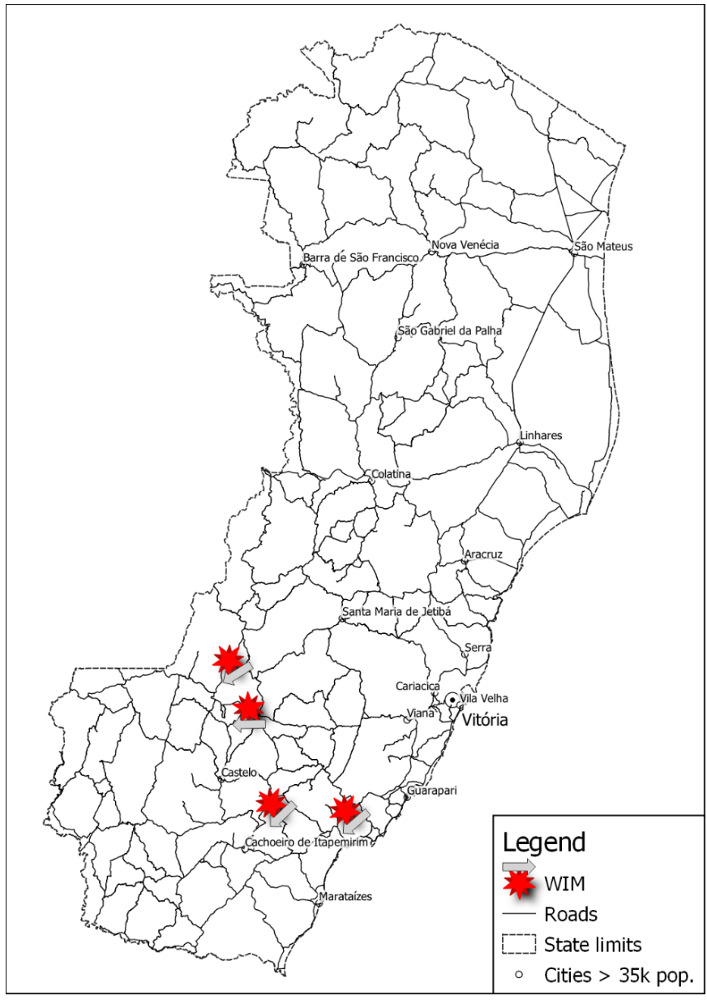 Nova Venécia
São Mateus
Barra de São Francisco
São Gabriel da Palha
Linhares
Colatina
Aracruz
Santa Maria de Jetibá
Serra
Cariacica
Vila Velha
Viana
Vitória
Castelo
Guarapari
Cachoeiro de Itapemirim
Marataízes
Legend
WIM
Roads
State limits
Cities > 35k pop.